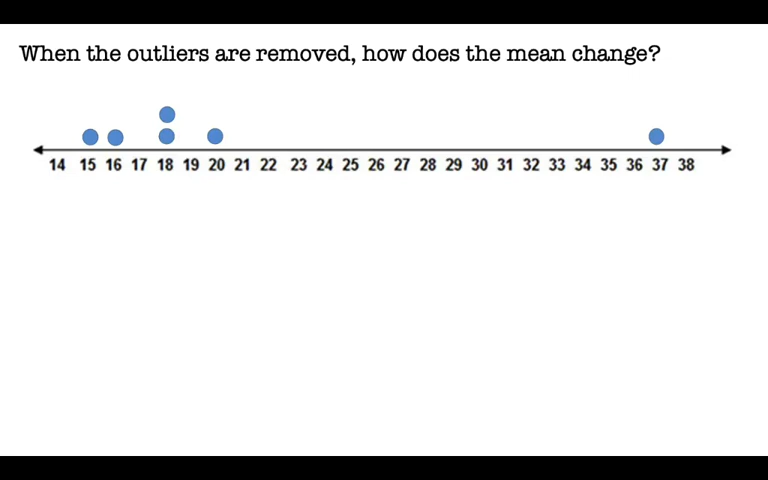 When the outliers are removed, how does the mean change?
14 15 16 17 18 19 20 21 22 23 24 25 26 27 28 29 30 31 32 33 34 35 36 37 38